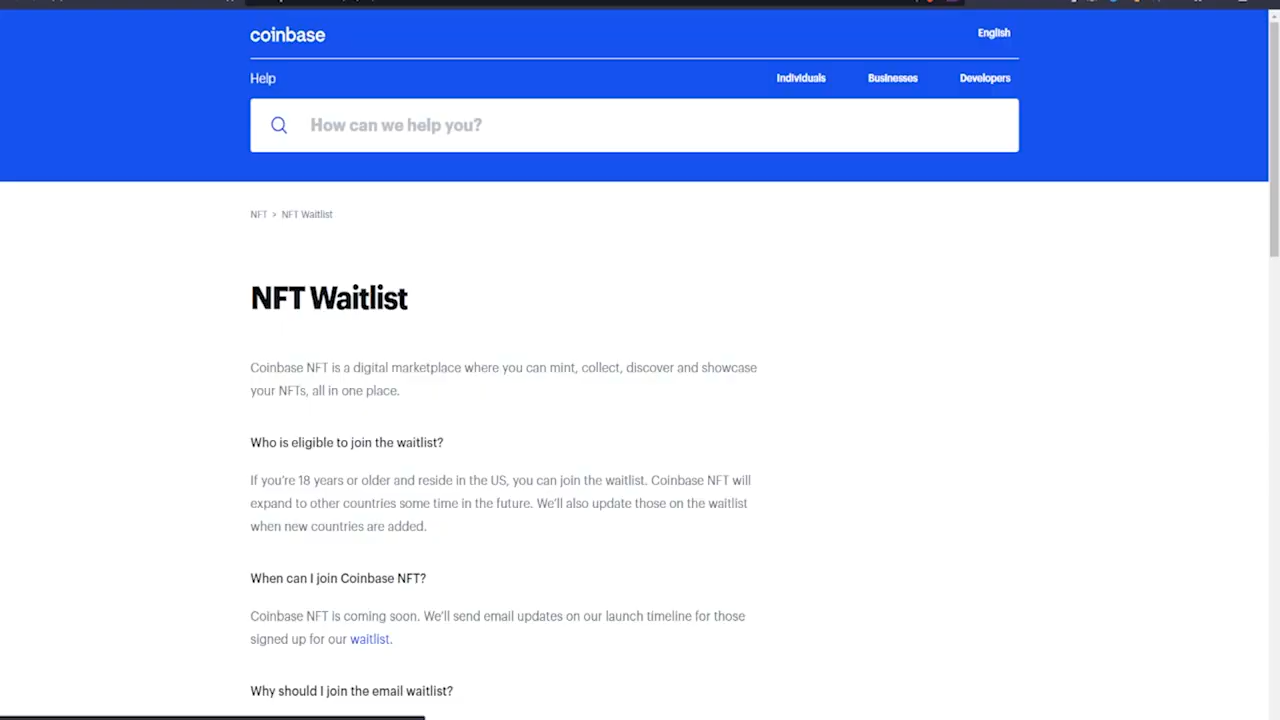 coinbase
English
Help
Individuals
Businesses
Developers
How can we help you?
NFT > NFT Waitlist
NFT Waitlist
Coinbase NFT is a digital marketplace where you can mint, collect, discover and showcase
your NFTs, all in one place.
Who is eligible to join the waitlist?
If you're 18 years or older and reside in the US, you can join the waitlist. Coinbase NFT will
expand to other countries some time in the future. We'll also update those on the waitlist
when new countries are added.
When can I join Coinbase NFT?
Coinbase NFT is coming soon. We'll send email updates on our launch timeline for those
signed up for our waitlist.
Why should I join the email waitlist?